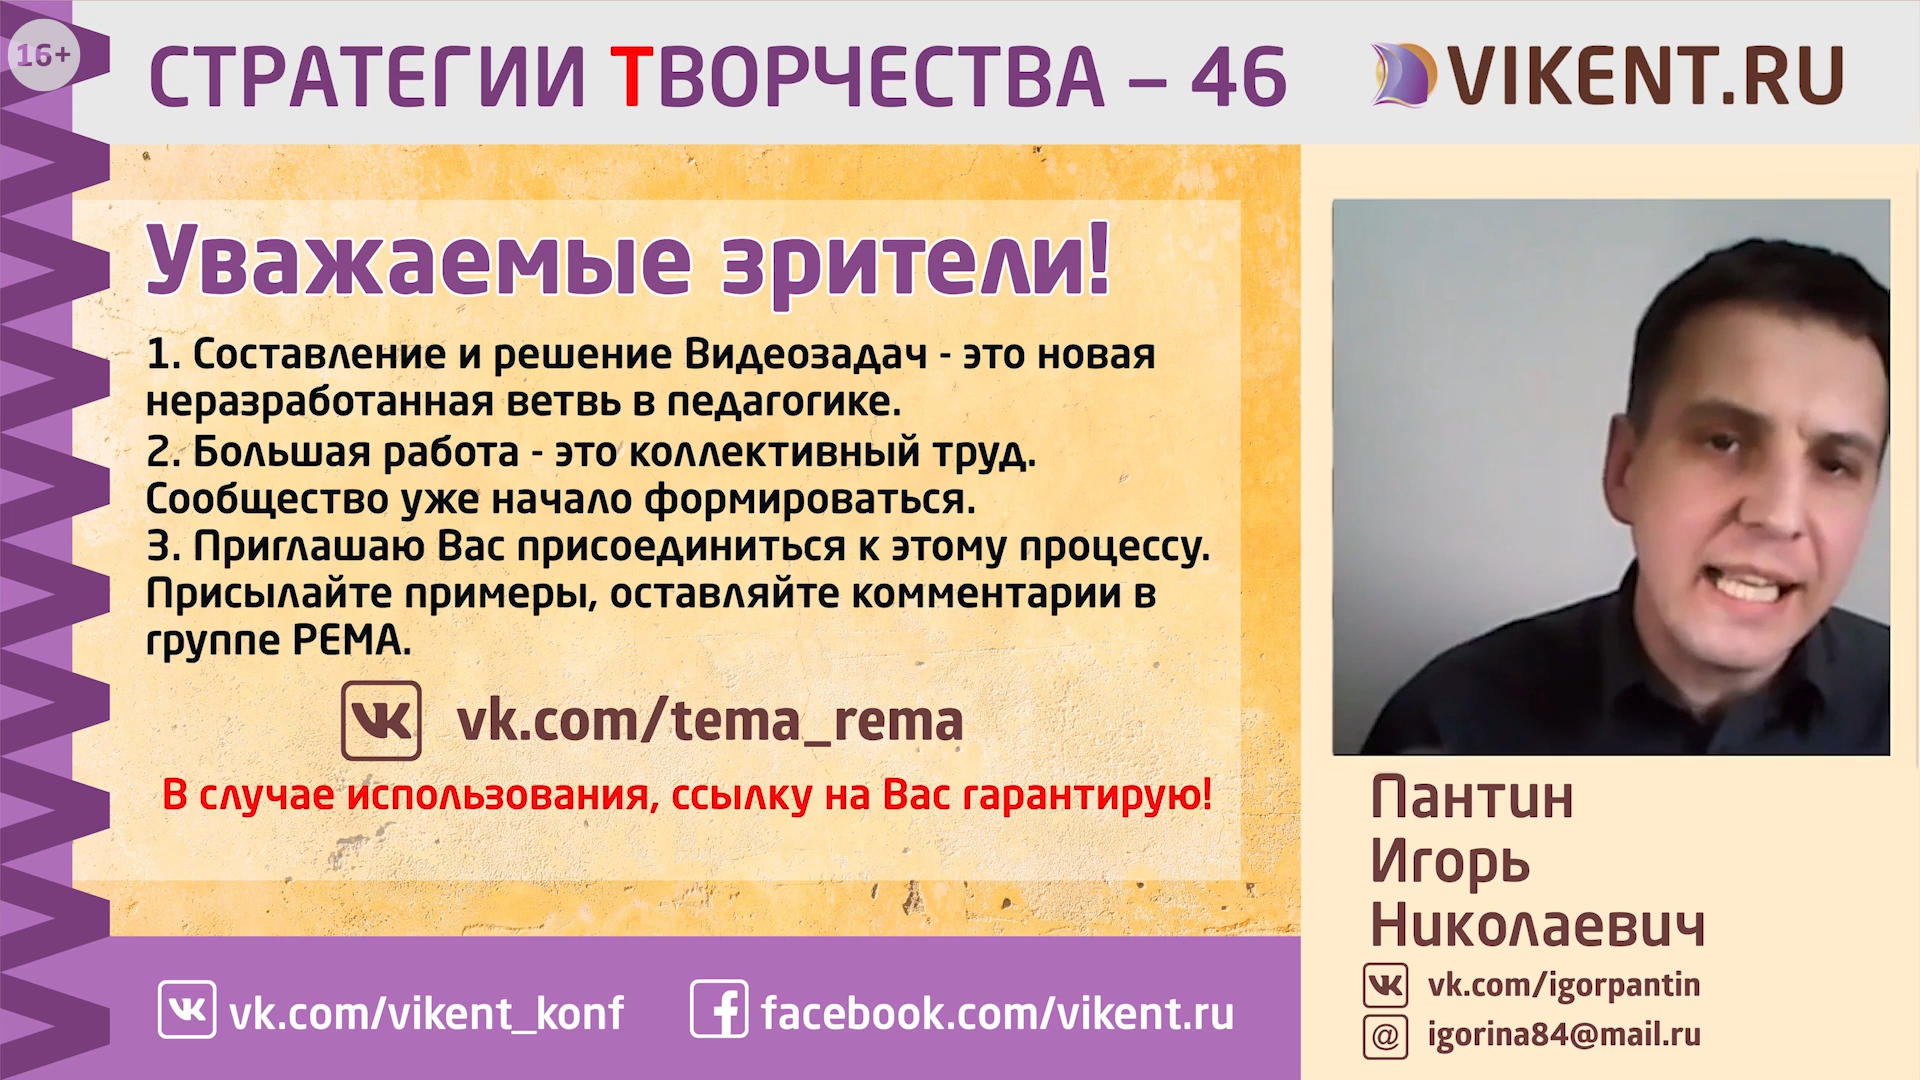 16+
СТРАТЕГИИ ТВОРЧЕСТВА – 46
VIKENT.RU
Уважаемые зрители!
1. Составление и решение Видеозадач - это новая
неразработанная ветвь в педагогике.
2. Большая работа - это коллективный труд.
Сообщество уже начало формироваться.
3. Приглашаю Вас присоединиться к этому процессу.
Присылайте примеры, оставляйте комментарии в
группе РЕМА.
vk.com/tema_rema
В случае использования, ссылку на Вас гарантирую!
vk.com/vikent_konf
facebook.com/vikent.ru
Пантин
Игорь
Николаевич
vk.com/igorpantin
igorina84@mail.ru